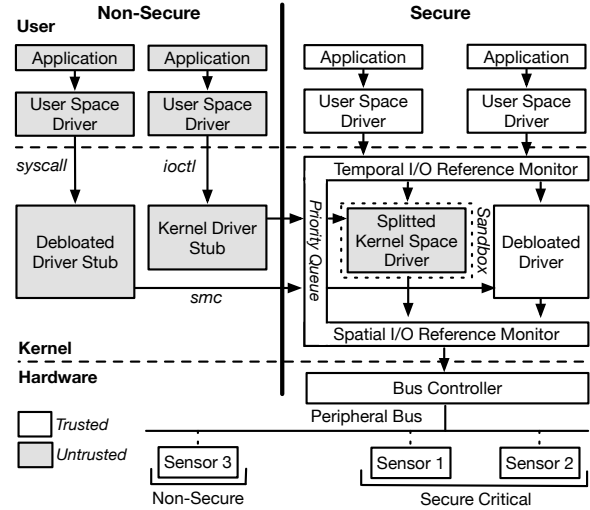 Non-Secure
Secure
User
Application
Application
Application
Application
User Space
Driver
User Space
Driver
User Space
Driver
User Space
Driver
syscall
ioctl
Temporal I/O Reference Monitor
Debloated
Driver Stub
Kernel Driver
Stub
Priority Queue
Splitted
Kernel Space
Driver
Sandbox
Debloated
Driver
smc
Spatial I/O Reference Monitor
Kernel
Hardware
Bus Controller
Peripheral Bus
Trusted
Untrusted
Sensor 3
Sensor 1
Sensor 2
Non-Secure
Secure Critical